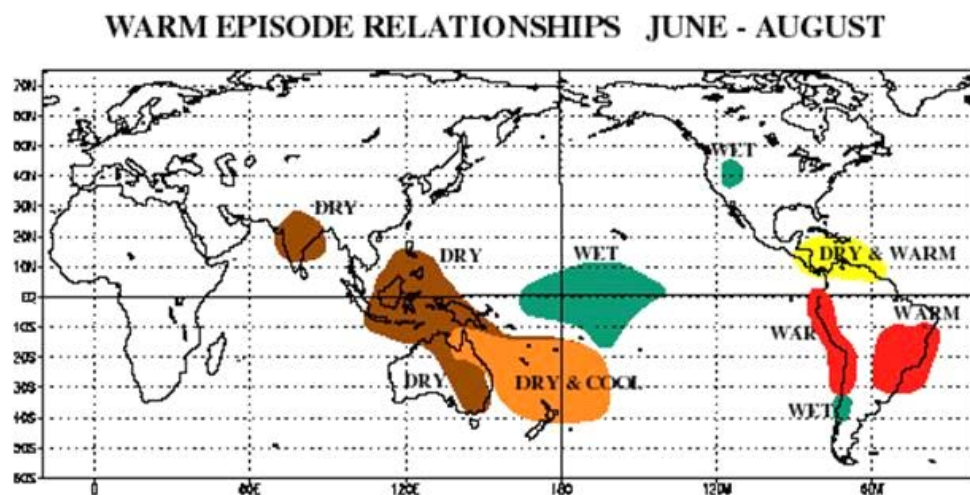 WARM EPISODE RELATIONSHIPS JUNE - AUGUST
70N
60N
50N
40N
30N
20N
10N
EQ
10S
20S
30S
40S
50S
60S
WET
DRY
DRY
WET
DRY & WARM
WAR
WARM
DRY
DRY & COOL
WET
0
60E
120E
180
120W
60W